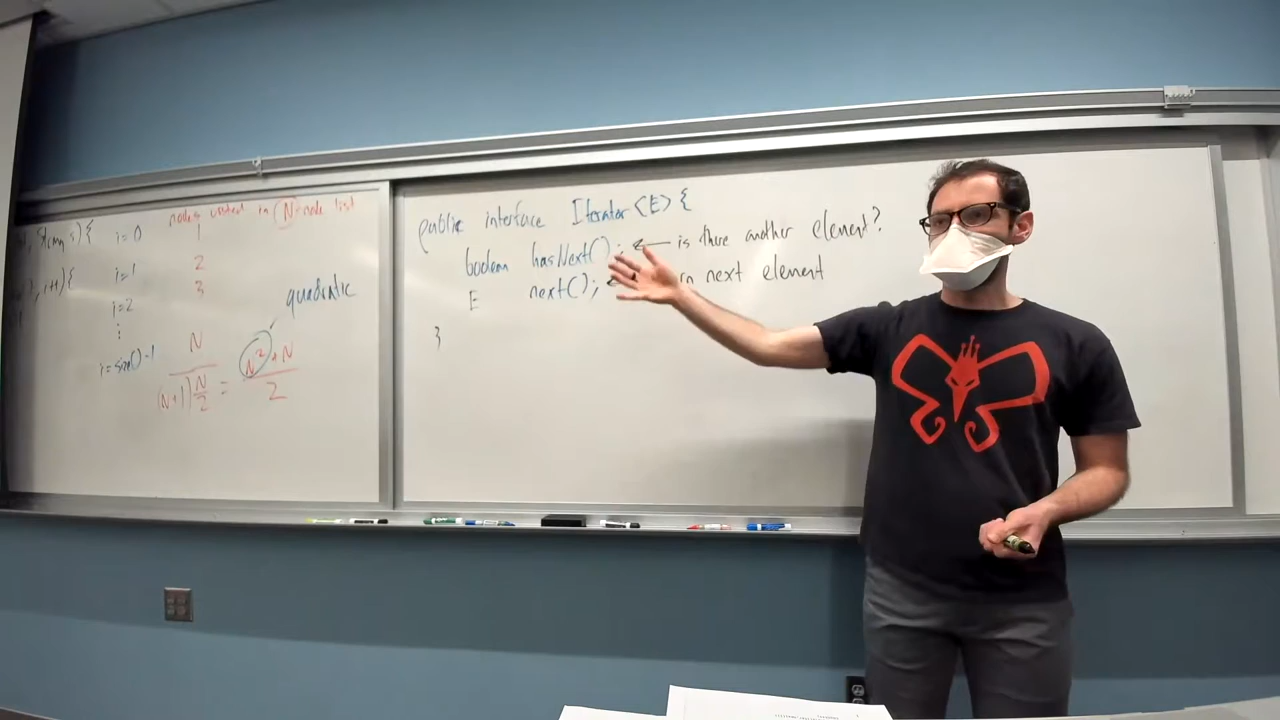 String s) {
nodes visited in N-node list
i=0 1
i=1 2
i++) {
i=2 3
⋮
i=size()-1 N
(N+1) N/2 = N² + N / 2
quadratic
public interface Iterator<E> {
boolean hasNext(); ← is there another element?
E next(); ← next element
}